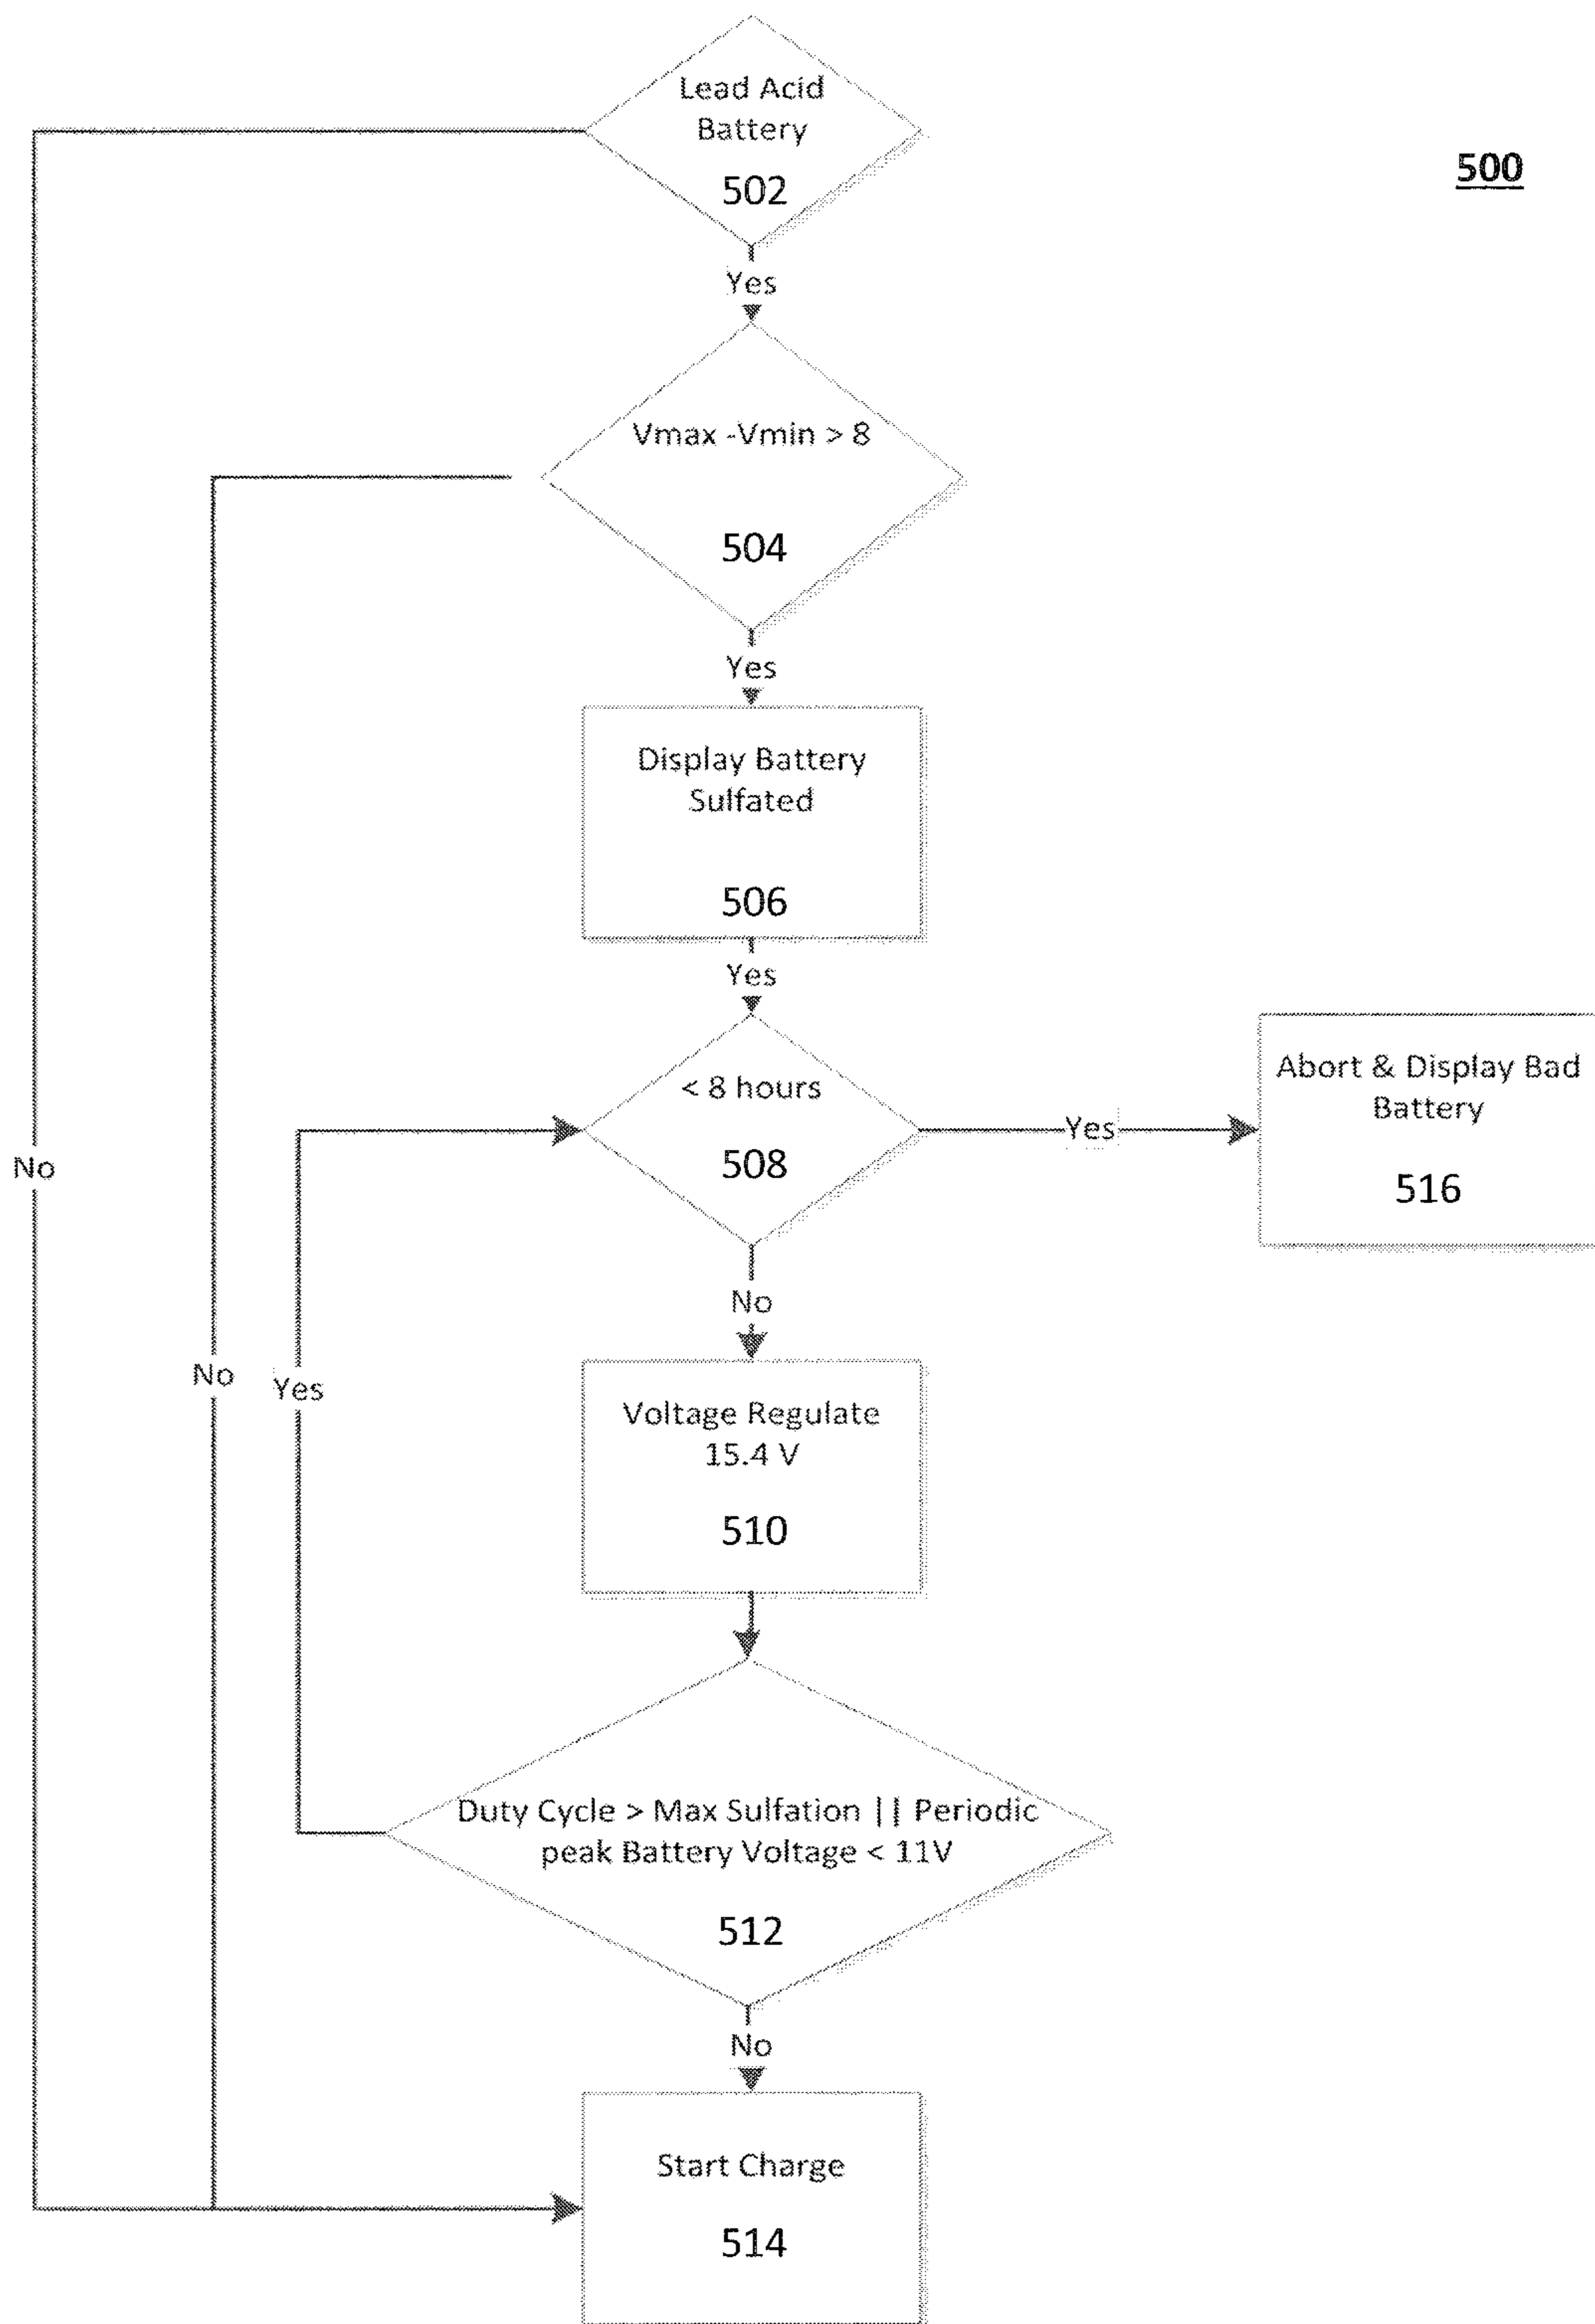 Lead Acid
Battery
502
500
Yes
Vmax -Vmin > 8
504
Yes
Display Battery
Sulfated
506
Yes
< 8 hours
508
Yes
Abort & Display Bad
Battery
516
No
No
Voltage Regulate
15.4 V
510
No
Yes
Duty Cycle > Max Sulfation || Periodic
peak Battery Voltage < 11V
512
No
Start Charge
514